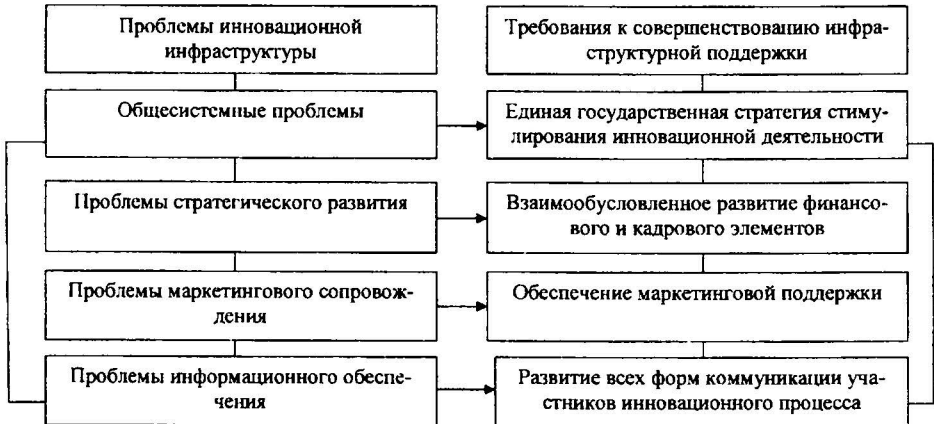 Проблемы инновационной
инфраструктуры
Требования к совершенствованию инфра-
структурной поддержки
Общесистемные проблемы
Единая государственная стратегия стиму-
лирования инновационной деятельности
Проблемы стратегического развития
Взаимообусловленное развитие финансо-
вого и кадрового элементов
Проблемы маркетингового сопровож-
дения
Обеспечение маркетинговой поддержки
Проблемы информационного обеспе-
чения
Развитие всех форм коммуникации уча-
стников инновационного процесса